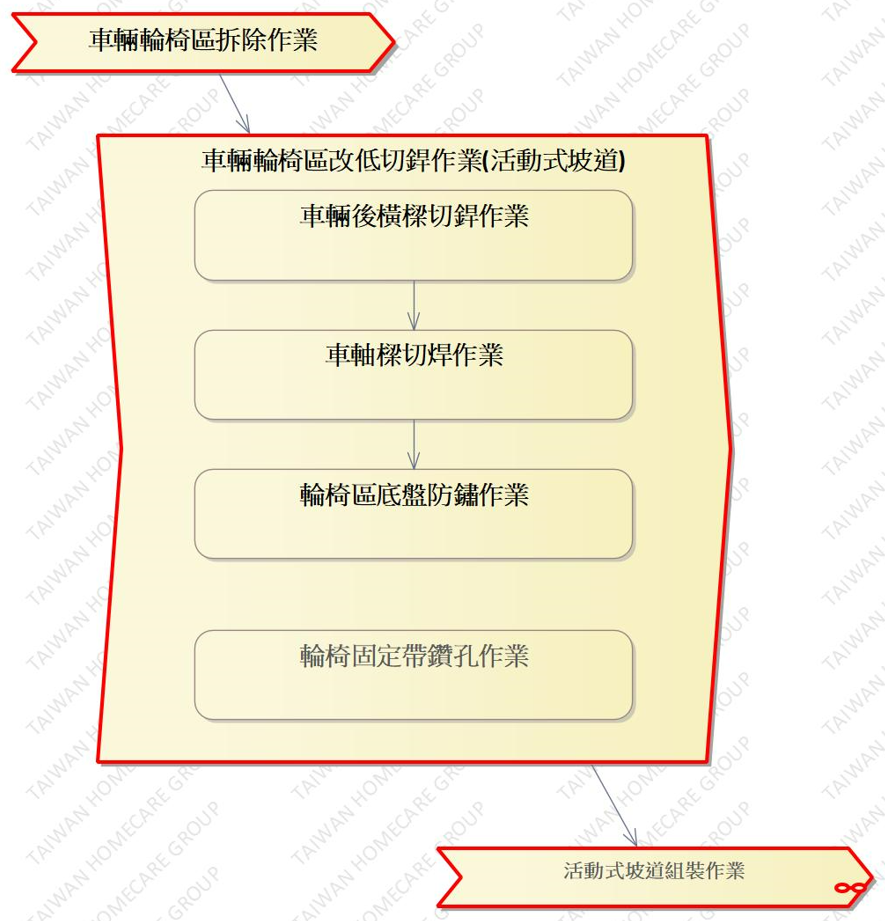 車輛輪椅區拆除作業
車輛輪椅區改低切銲作業(活動式坡道)
車輛後橫樑切銲作業
車軸樑切焊作業
輪椅區底盤防鏽作業
輪椅固定帶鑽孔作業
活動式坡道組裝作業
TAIWAN HOMECARE GROUP